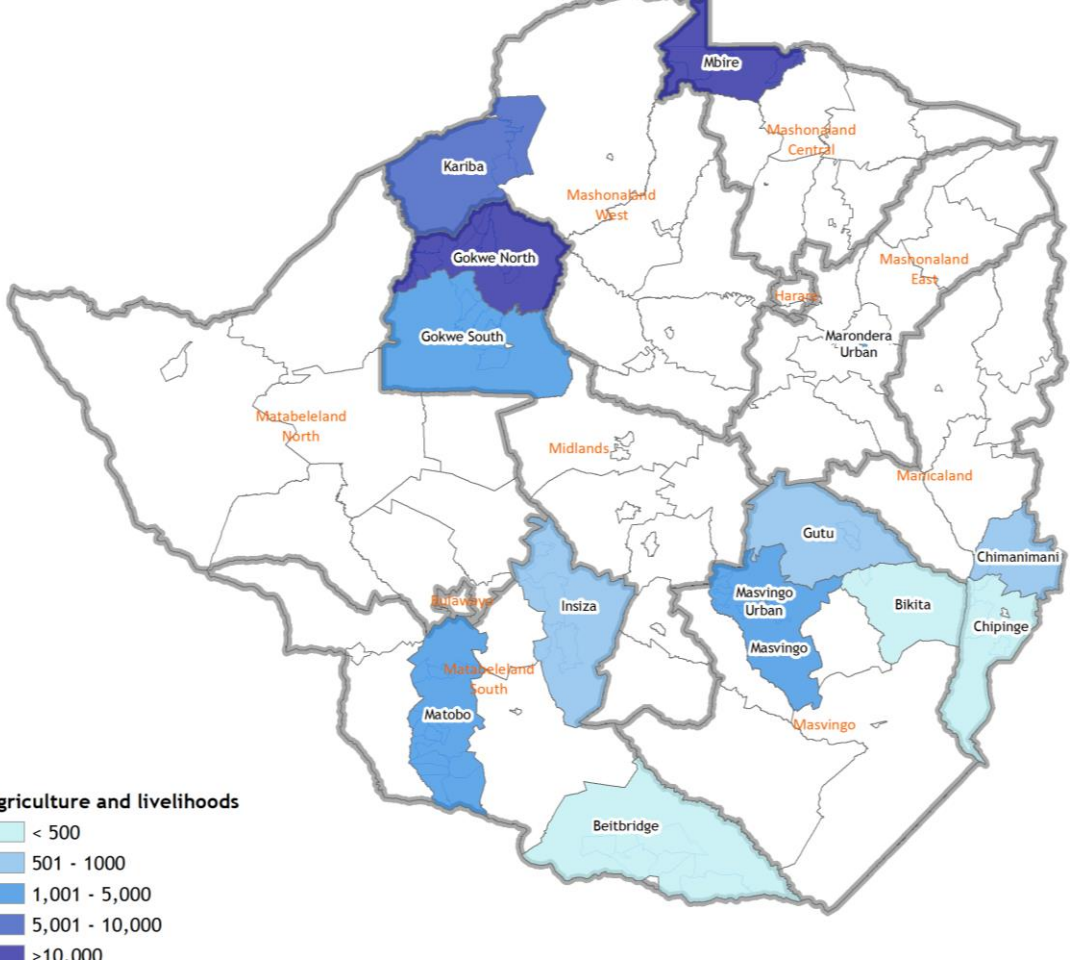 Mbire
Mashonaland
Central
Kariba
Mashonaland
West
Gokwe North
Mashonaland
East
Harare
Gokwe South
Marondera
Urban
Matabeleland
North
Midlands
Manicaland
Gutu
Chimanimani
Masvingo
Urban
Bulawayo
Insiza
Bikita
Chipinge
Masvingo
Matabeleland
South
Matobo
Masvingo
Beitbridge
griculture and livelihoods
< 500
501 - 1000
1,001 - 5,000
5,001 - 10,000
>10,000